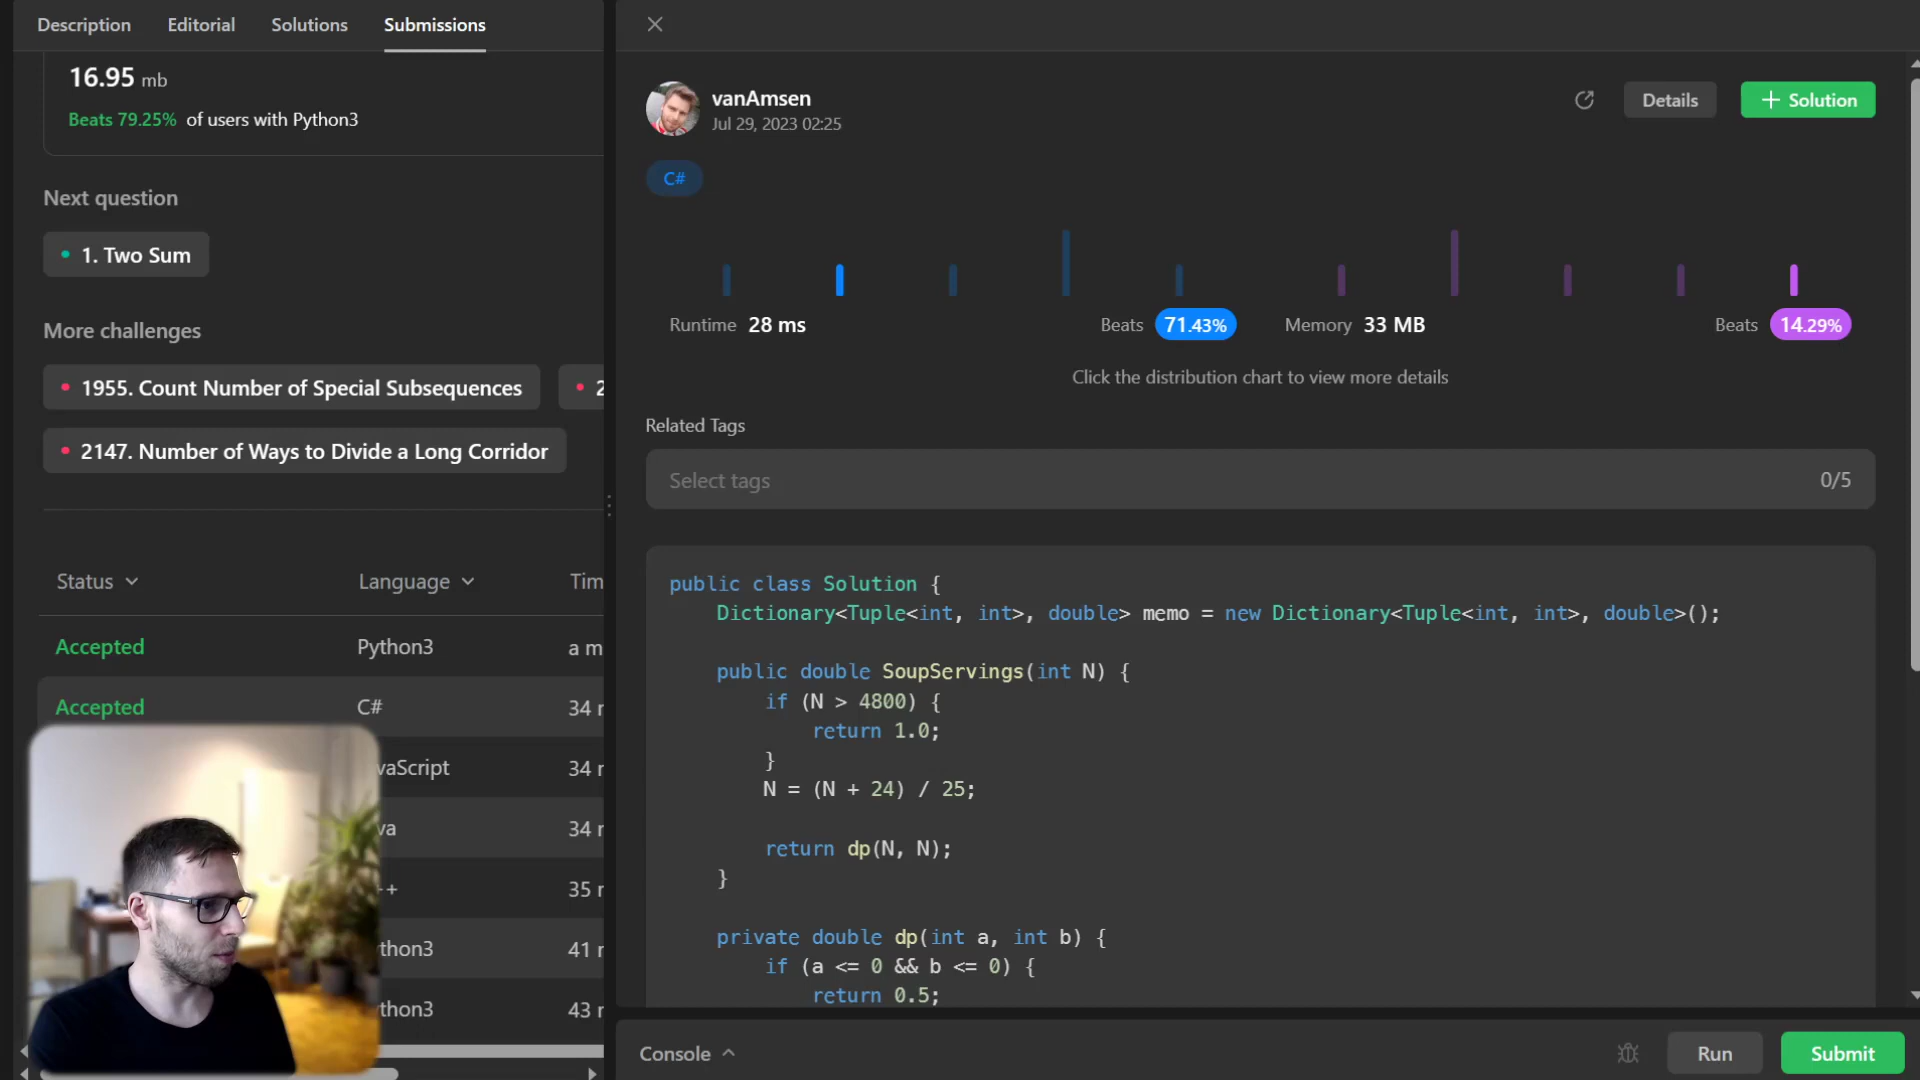 Description Editorial Solutions Submissions
16.95 mb
Beats 79.25% of users with Python3
Next question
1. Two Sum
More challenges
1955. Count Number of Special Subsequences
2
2147. Number of Ways to Divide a Long Corridor
Status Language Tim
Accepted Python3 a m
Accepted C# 34 r
vaScript 34 r
va 34 r
++ 35 r
thon3 41 r
thon3 43 r
vanAmsen
Jul 29, 2023 02:25
Details
+ Solution
C#
Runtime 28 ms Beats 71.43% Memory 33 MB Beats 14.29%
Click the distribution chart to view more details
Related Tags
Select tags 0/5
public class Solution {
Dictionary<Tuple<int, int>, double> memo = new Dictionary<Tuple<int, int>, double>();
public double SoupServings(int N) {
if (N > 4800) {
return 1.0;
}
N = (N + 24) / 25;
return dp(N, N);
}
private double dp(int a, int b) {
if (a <= 0 && b <= 0) {
return 0.5;
Console Run Submit